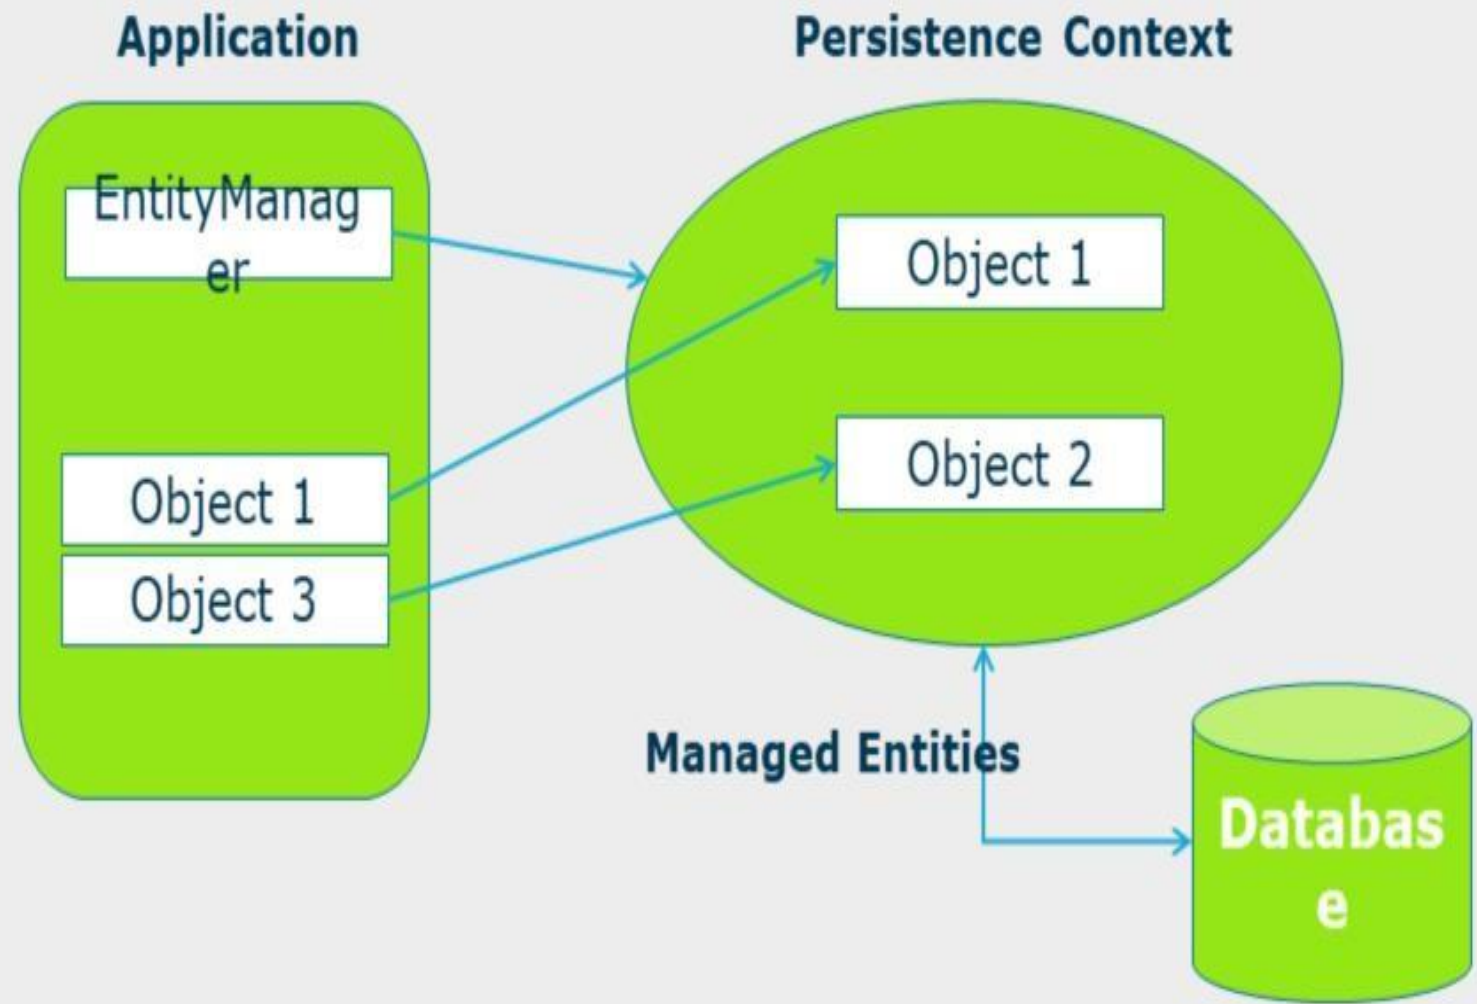 Application
Persistence Context
EntityManag
er
Object 1
Object 3
Object 1
Object 2
Managed Entities
Databas
e